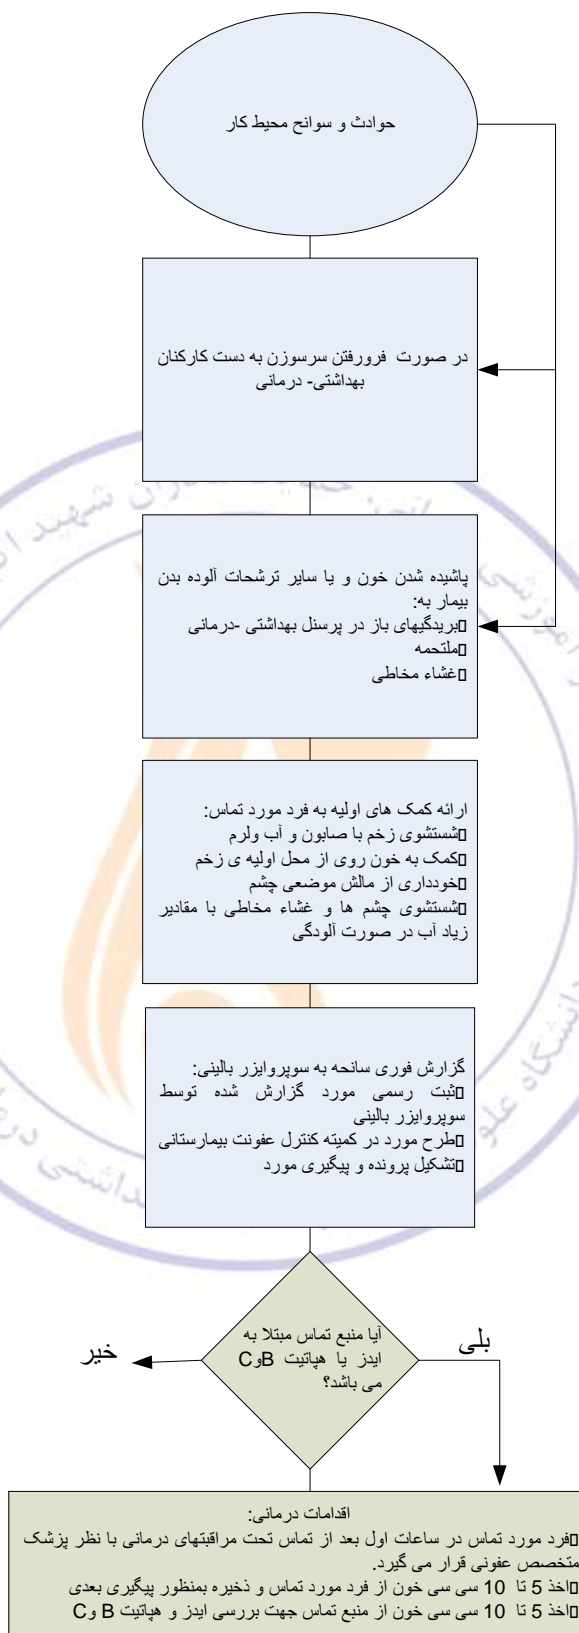 حوادث و سوانح محیط کار
در صورت فرورفتن سرسوزن به دست کارکنان
بهداشتی- درمانی
پاشیده شدن خون و یا سایر ترشحات آلوده بدن
بیمار به:
▯بریدگیهای باز در پرسنل بهداشتی -درمانی
▯ملتحمه
▯غشاء مخاطی
ارائه کمک های اولیه به فرد مورد تماس:
▯شستشوی زخم با صابون و آب ولرم
▯کمک به خون روی از محل اولیه ی زخم
▯خودداری از مالش موضعی چشم
▯شستشوی چشم ها و غشاء مخاطی با مقادیر
زیاد آب در صورت آلودگی
گزارش فوری سانحه به سوپروایزر بالینی:
▯ثبت رسمی مورد گزارش شده توسط
سوپروایزر بالینی
▯طرح مورد در کمیته کنترل عفونت بیمارستانی
▯تشکیل پرونده و پیگیری مورد
آیا منبع تماس مبتلا به
ایدز یا هپاتیت BوC
می باشد؟
بلی
خیر
اقدامات درمانی:
▯فرد مورد تماس در ساعات اول بعد از تماس تحت مراقبتهای درمانی با نظر پزشک
متخصص عفونی قرار می گیرد.
▯اخذ 5 تا 10 سی سی خون از فرد مورد تماس و ذخیره بمنظور پیگیری بعدی
▯اخذ 5 تا 10 سی سی خون از منبع تماس جهت بررسی ایدز و هپاتیت B وC